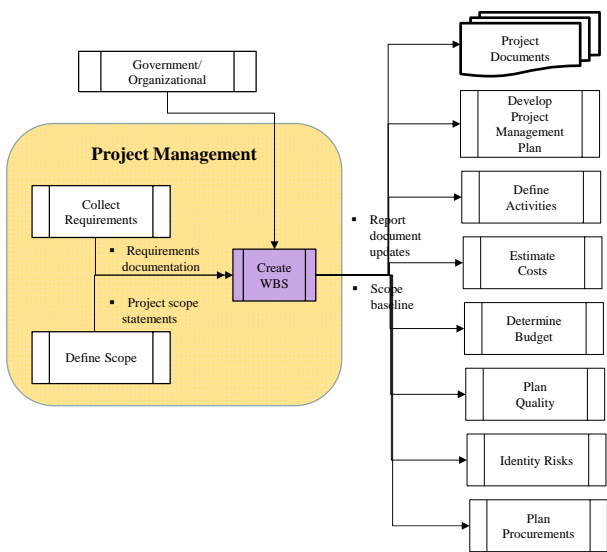 Government/
Organizational
Project Management
Collect
Requirements
▪ Requirements
documentation
▪ Project scope
statements
Define Scope
Create
WBS
▪ Report
document
updates
▪ Scope
baseline
Project
Documents
Develop
Project
Management
Plan
Define
Activities
Estimate
Costs
Determine
Budget
Plan
Quality
Identity Risks
Plan
Procurements